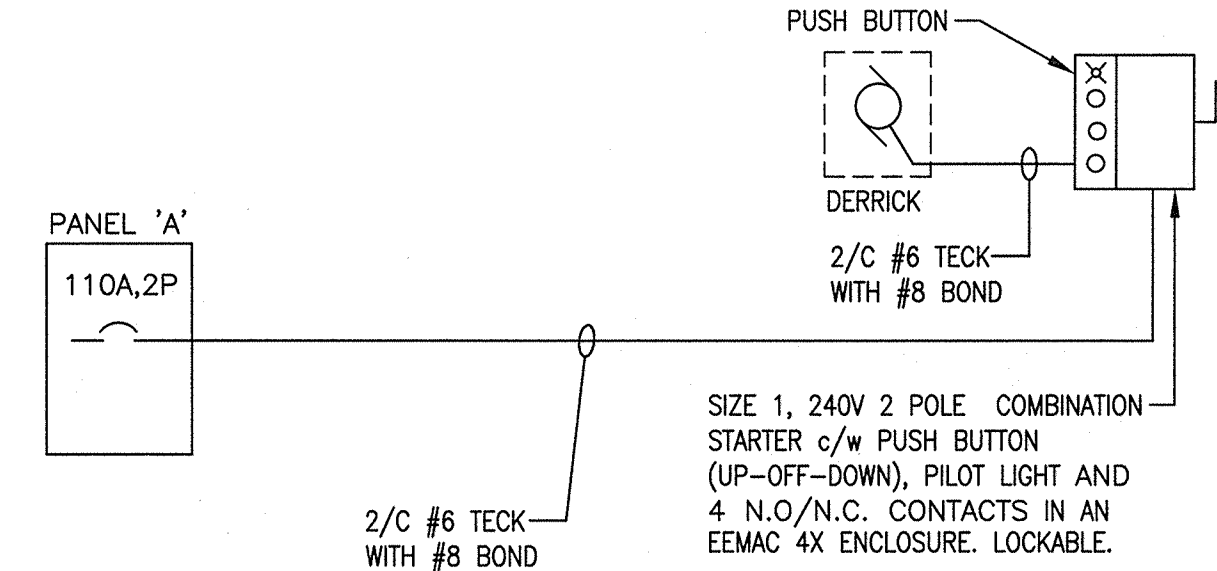 PUSH BUTTON
DERRICK
2/C #6 TECK
WITH #8 BOND
PANEL 'A'
110A,2P
SIZE 1, 240V 2 POLE COMBINATION
STARTER c/w PUSH BUTTON
(UP-OFF-DOWN), PILOT LIGHT AND
4 N.O/N.C. CONTACTS IN AN
EEMAC 4X ENCLOSURE. LOCKABLE.
2/C #6 TECK
WITH #8 BOND